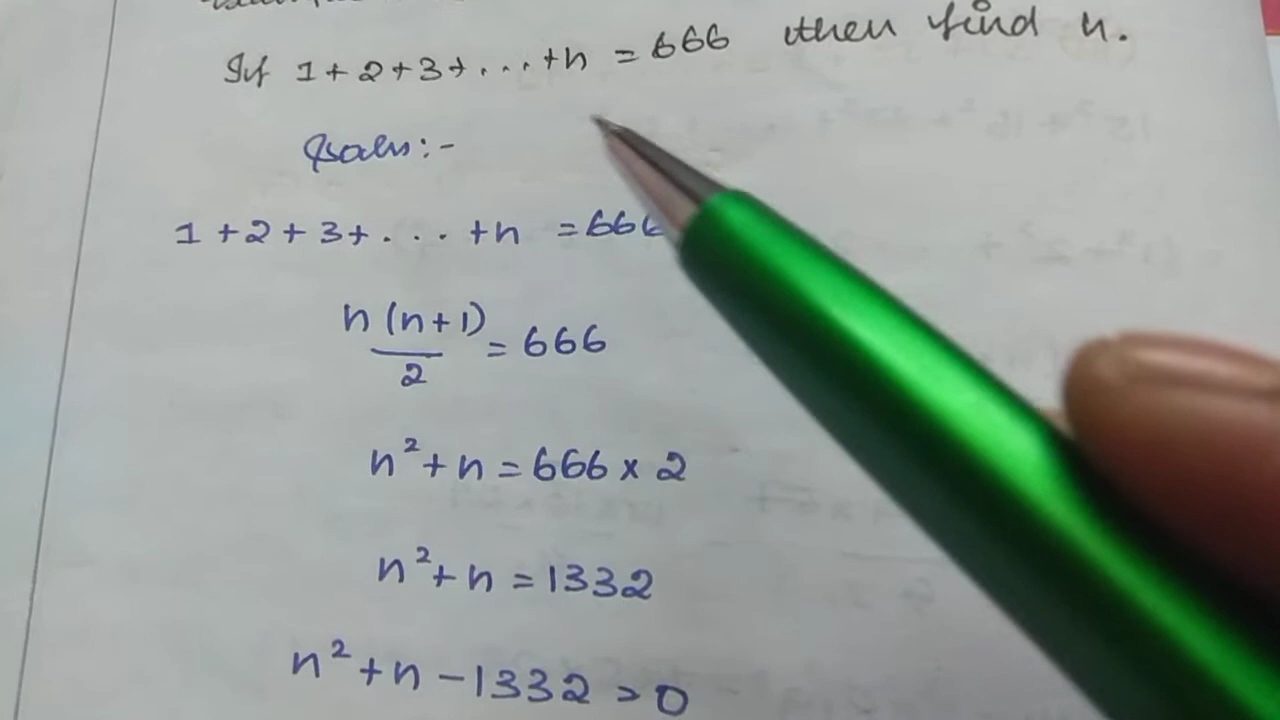 If 1+2+3+...+n = 666 then find n.
Soln:-
1+2+3+...+n = 666
n(n+1)/2 = 666
n²+n = 666 × 2
n²+n = 1332
n²+n-1332 = 0